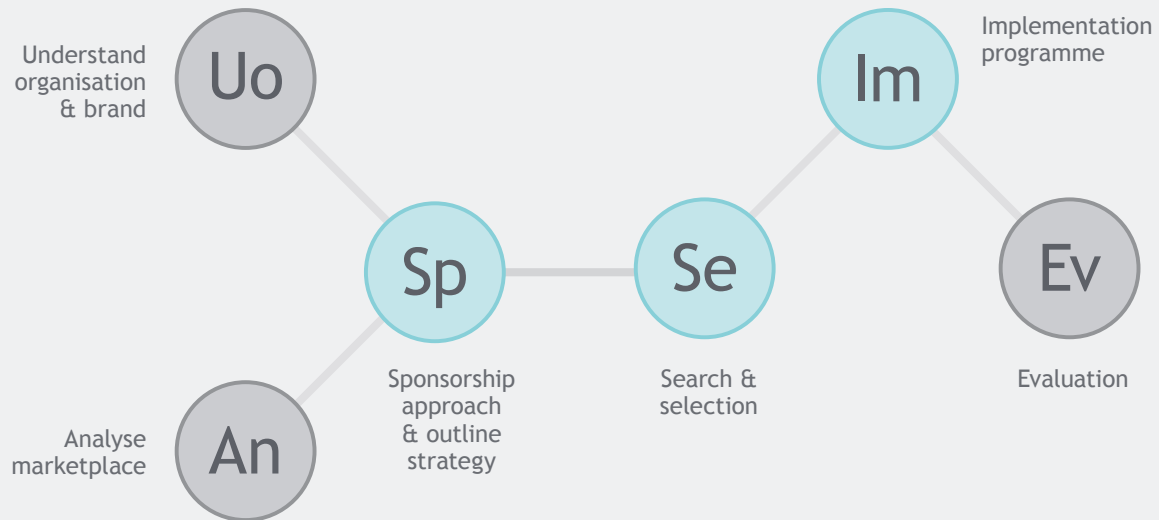 Understand
organisation
& brand
Uo
Im
Implementation
programme
Sp
Se
Ev
Sponsorship
approach
& outline
strategy
Search &
selection
Evaluation
Analyse
marketplace
An